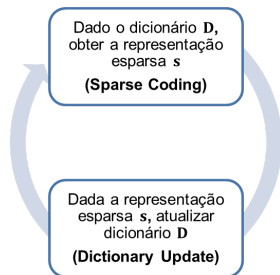 Dado o dicionário D,
obter a representação
esparsa s
(Sparse Coding)
Dada a representação
esparsa s, atualizar
dicionário D
(Dictionary Update)